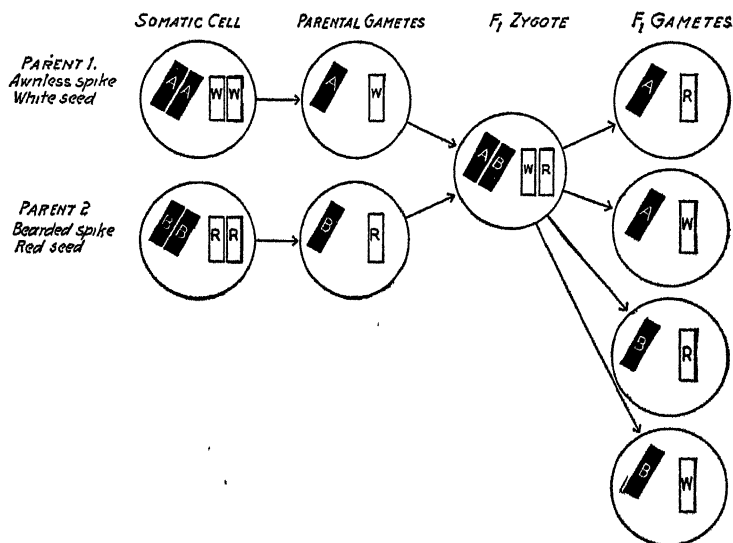 SOMATIC CELL PARENTAL GAMETES F1 ZYGOTE F1 GAMETES
PARENT 1.
Awnless spike
White seed
A A W W
A W
A B W R
A R
A W
PARENT 2
Bearded spike
Red seed
B B R R
B R
B R
B W